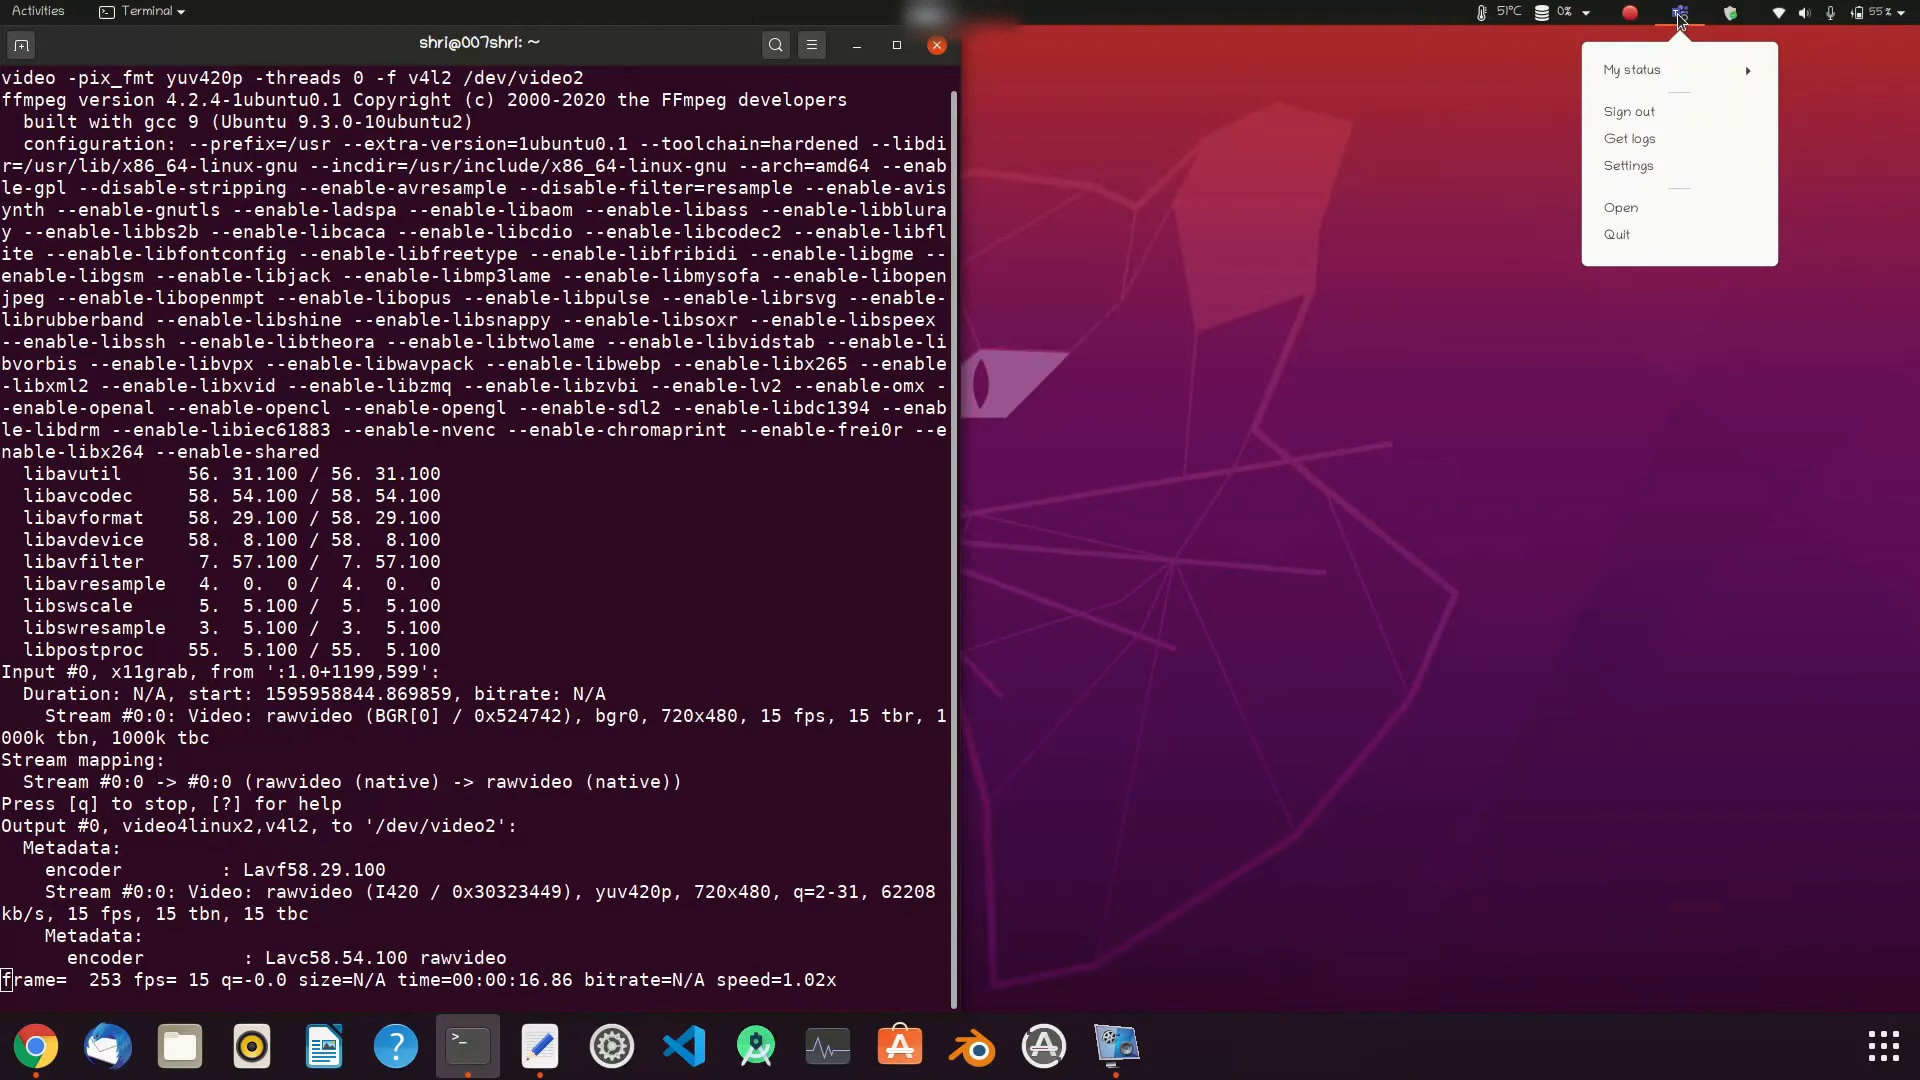 Activities
Terminal
51°C
0%
55 %
shri@007shri: ~
video -pix_fmt yuv420p -threads 0 -f v4l2 /dev/video2
ffmpeg version 4.2.4-1ubuntu0.1 Copyright (c) 2000-2020 the FFmpeg developers
  built with gcc 9 (Ubuntu 9.3.0-10ubuntu2)
  configuration: --prefix=/usr --extra-version=1ubuntu0.1 --toolchain=hardened --libdi
r=/usr/lib/x86_64-linux-gnu --incdir=/usr/include/x86_64-linux-gnu --arch=amd64 --enab
le-gpl --disable-stripping --enable-avresample --disable-filter=resample --enable-avis
ynth --enable-gnutls --enable-ladspa --enable-libaom --enable-libass --enable-libblura
y --enable-libbs2b --enable-libcaca --enable-libcdio --enable-libcodec2 --enable-libfl
ite --enable-libfontconfig --enable-libfreetype --enable-libfribidi --enable-libgme --
enable-libgsm --enable-libjack --enable-libmp3lame --enable-libmysofa --enable-libopen
jpeg --enable-libopenmpt --enable-libopus --enable-libpulse --enable-librsvg --enable-
librubberband --enable-libshine --enable-libsnappy --enable-libsoxr --enable-libspeex
--enable-libssh --enable-libtheora --enable-libtwolame --enable-libvidstab --enable-li
bvorbis --enable-libvpx --enable-libwavpack --enable-libwebp --enable-libx265 --enable
-libxml2 --enable-libxvid --enable-libzmq --enable-libzvbi --enable-lv2 --enable-omx -
-enable-openal --enable-opencl --enable-opengl --enable-sdl2 --enable-libdc1394 --enab
le-libdrm --enable-libiec61883 --enable-nvenc --enable-chromaprint --enable-frei0r --e
nable-libx264 --enable-shared
  libavutil      56. 31.100 / 56. 31.100
  libavcodec     58. 54.100 / 58. 54.100
  libavformat    58. 29.100 / 58. 29.100
  libavdevice    58.  8.100 / 58.  8.100
  libavfilter     7. 57.100 /  7. 57.100
  libavresample   4.  0.  0 /  4.  0.  0
  libswscale      5.  5.100 /  5.  5.100
  libswresample   3.  5.100 /  3.  5.100
  libpostproc    55.  5.100 / 55.  5.100
Input #0, x11grab, from ':1.0+1199,599':
  Duration: N/A, start: 1595958844.869859, bitrate: N/A
    Stream #0:0: Video: rawvideo (BGR[0] / 0x524742), bgr0, 720x480, 15 fps, 15 tbr, 1
000k tbn, 1000k tbc
Stream mapping:
  Stream #0:0 -> #0:0 (rawvideo (native) -> rawvideo (native))
Press [q] to stop, [?] for help
Output #0, video4linux2,v4l2, to '/dev/video2':
  Metadata:
    encoder         : Lavf58.29.100
    Stream #0:0: Video: rawvideo (I420 / 0x30323449), yuv420p, 720x480, q=2-31, 62208
kb/s, 15 fps, 15 tbn, 15 tbc
    Metadata:
      encoder         : Lavc58.54.100 rawvideo
frame=  253 fps= 15 q=-0.0 size=N/A time=00:00:16.86 bitrate=N/A speed=1.02x
My status
Sign out
Get logs
Settings
Open
Quit